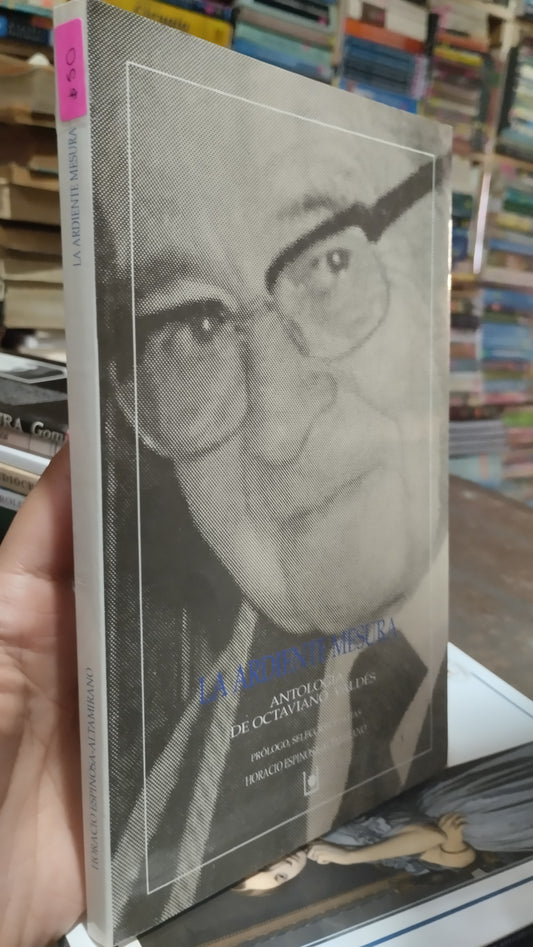 $50
LA ARDIENTE MESURA
HORACIO ESPINOSA-ALTAMIRANO
LA ARDIENTE MESURA
ANTOLOGÍA
DE OCTAVIANO VALDÉS
PRÓLOGO, SELECCIÓN Y NOTAS
HORACIO ESPINOSA ALTAMIRANO